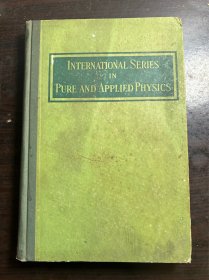 INTERNATIONAL SERIES
IN
PURE AND APPLIED PHYSICS